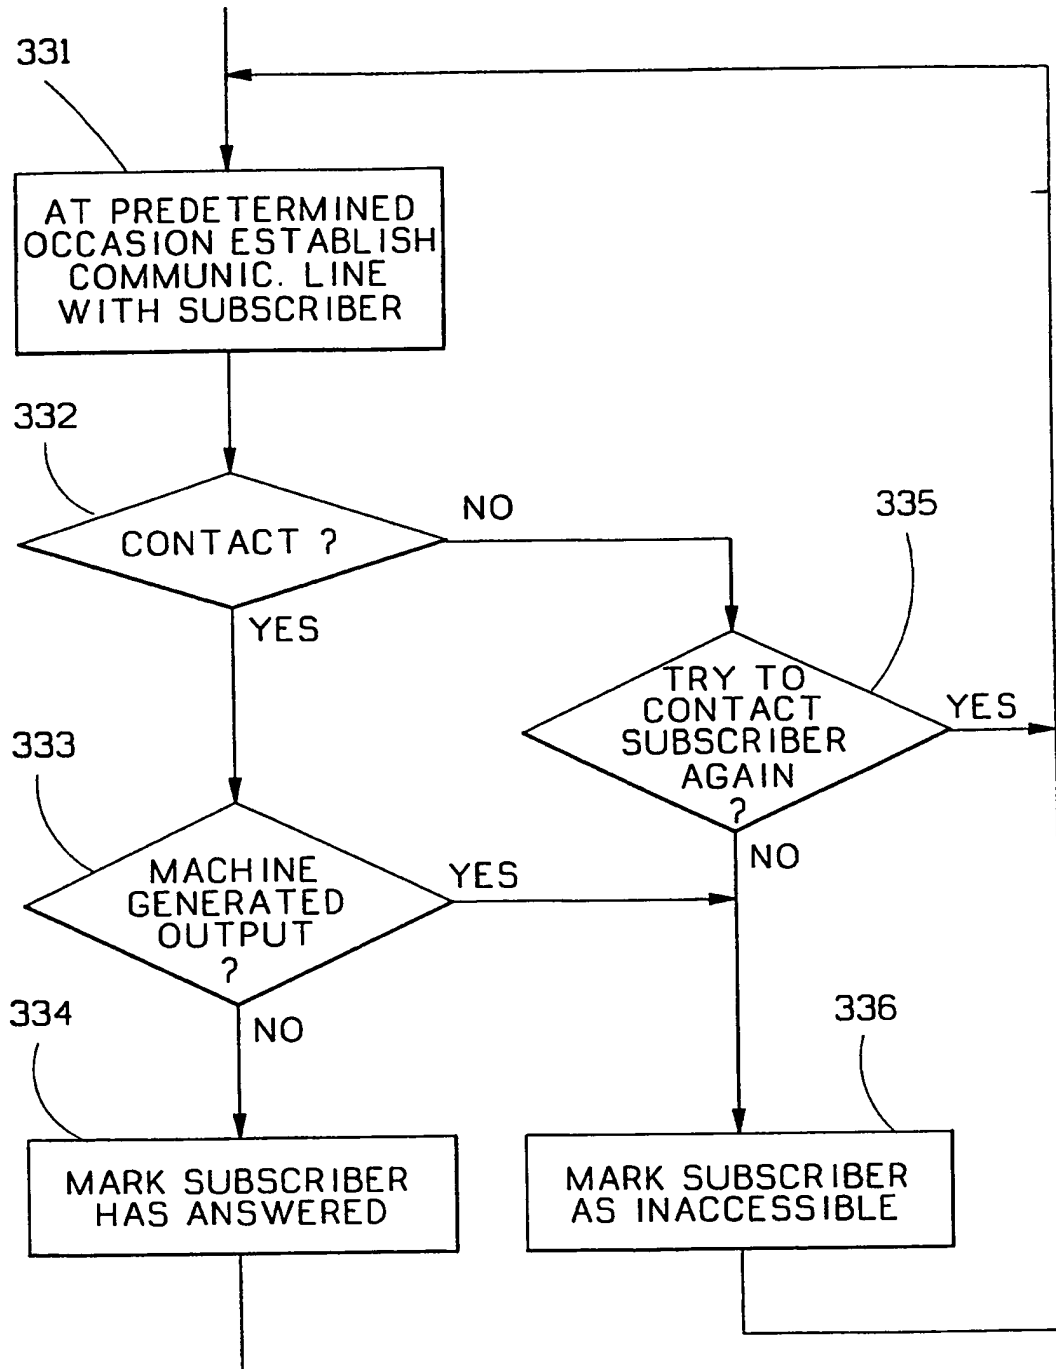 331
AT PREDETERMINED
OCCASION ESTABLISH
COMMUNIC. LINE
WITH SUBSCRIBER
332
CONTACT ?
NO
YES
335
TRY TO
CONTACT
SUBSCRIBER
AGAIN
?
YES
NO
333
MACHINE
GENERATED
OUTPUT
?
YES
NO
334
MARK SUBSCRIBER
HAS ANSWERED
336
MARK SUBSCRIBER
AS INACCESSIBLE